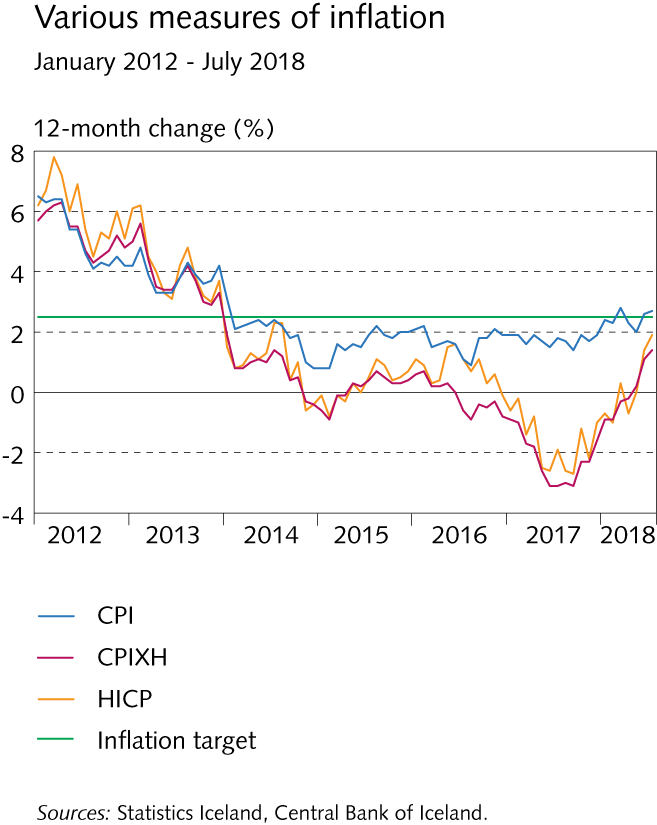 Various measures of inflation
January 2012 - July 2018
12-month change (%)
8
6
4
2
0
-2
-4
2012 2013 2014 2015 2016 2017 2018
CPI
CPIXH
HICP
Inflation target
Sources: Statistics Iceland, Central Bank of Iceland.